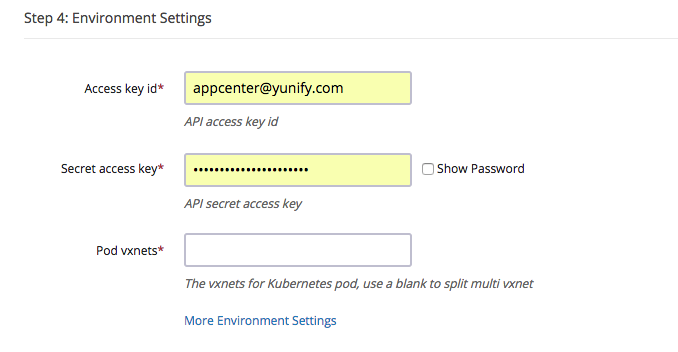 Step 4: Environment Settings
Access key id*
appcenter@yunify.com
API access key id
Secret access key*
••••••••••••••••••••••
Show Password
API secret access key
Pod vxnets*
The vxnets for Kubernetes pod, use a blank to split multi vxnet
More Environment Settings